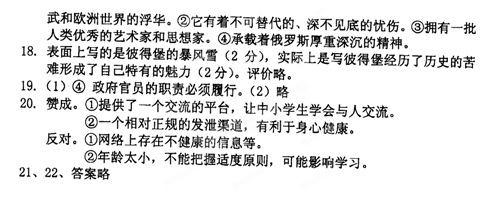 武和欧洲世界的浮华。②它有着不可替代的、深不见底的忧伤。③拥有一批
人类优秀的艺术家和思想家。④承载着俄罗斯厚重深沉的精神。
18. 表面上写的是彼得堡的暴风雪（2 分），实际上是写彼得堡经历了历史的苦
难形成了自己特有的魅力（2 分）。评价略。
19.（1）④ 政府官员的职责必须履行。（2）略
20. 赞成。①提供了一个交流的平台，让中小学生学会与人交流。
②一个相对正规的发泄渠道，有利于身心健康。
反对。①网络上存在不健康的信息等。
②年龄太小，不能把握适度原则，可能影响学习。
21、22、答案略